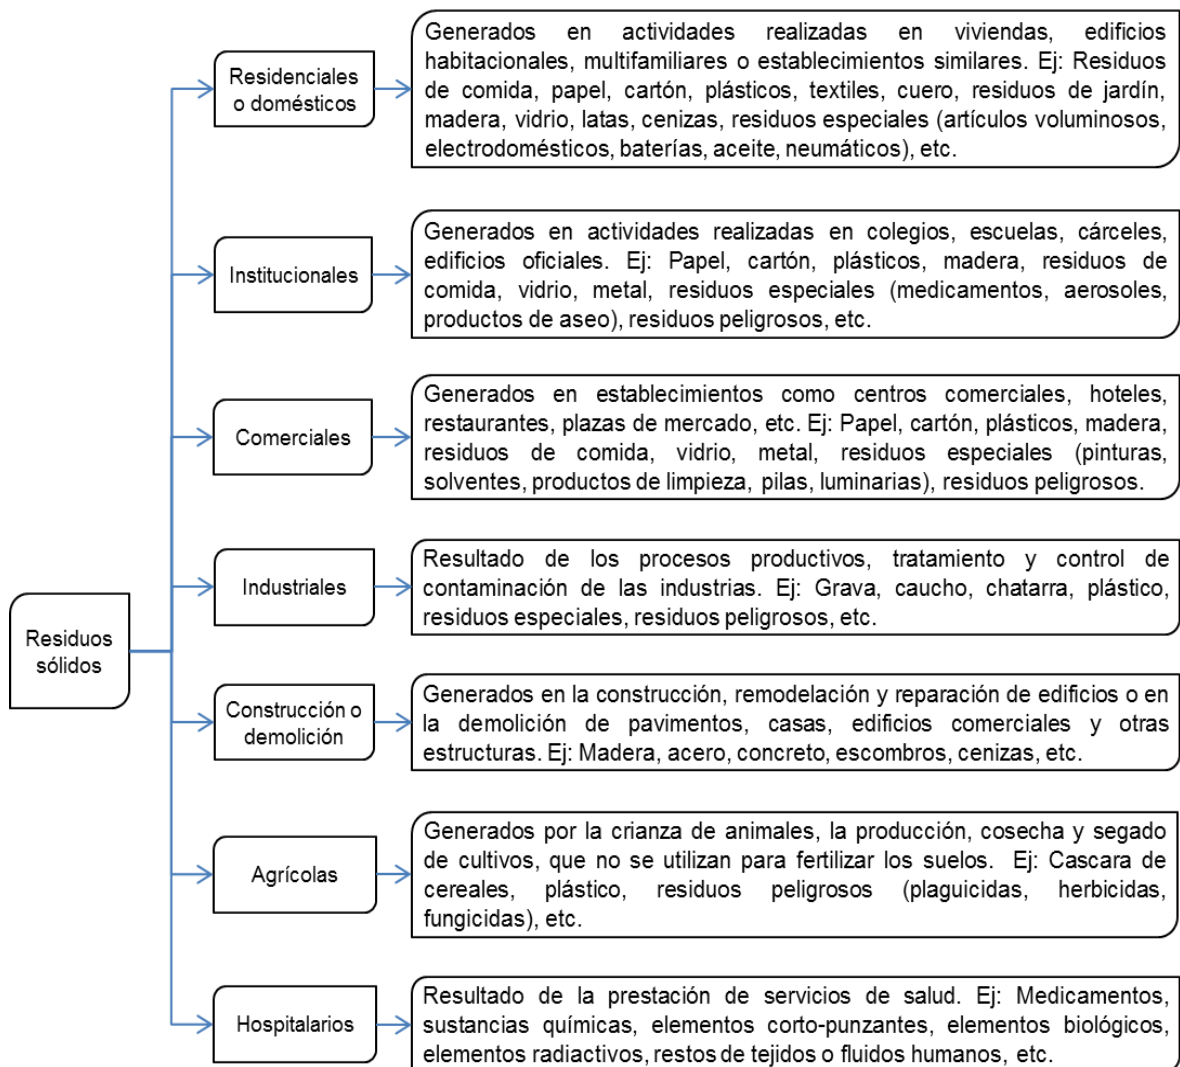 Residuos
sólidos
Residenciales
o domésticos
Generados en actividades realizadas en viviendas, edificios
habitacionales, multifamiliares o establecimientos similares. Ej: Residuos
de comida, papel, cartón, plásticos, textiles, cuero, residuos de jardín,
madera, vidrio, latas, cenizas, residuos especiales (artículos voluminosos,
electrodomésticos, baterías, aceite, neumáticos), etc.
Institucionales
Generados en actividades realizadas en colegios, escuelas, cárceles,
edificios oficiales. Ej: Papel, cartón, plásticos, madera, residuos de
comida, vidrio, metal, residuos especiales (medicamentos, aerosoles,
productos de aseo), residuos peligrosos, etc.
Comerciales
Generados en establecimientos como centros comerciales, hoteles,
restaurantes, plazas de mercado, etc. Ej: Papel, cartón, plásticos, madera,
residuos de comida, vidrio, metal, residuos especiales (pinturas,
solventes, productos de limpieza, pilas, luminarias), residuos peligrosos.
Industriales
Resultado de los procesos productivos, tratamiento y control de
contaminación de las industrias. Ej: Grava, caucho, chatarra, plástico,
residuos especiales, residuos peligrosos, etc.
Construcción o
demolición
Generados en la construcción, remodelación y reparación de edificios o en
la demolición de pavimentos, casas, edificios comerciales y otras
estructuras. Ej: Madera, acero, concreto, escombros, cenizas, etc.
Agrícolas
Generados por la crianza de animales, la producción, cosecha y segado
de cultivos, que no se utilizan para fertilizar los suelos. Ej: Cascara de
cereales, plástico, residuos peligrosos (plaguicidas, herbicidas,
fungicidas), etc.
Hospitalarios
Resultado de la prestación de servicios de salud. Ej: Medicamentos,
sustancias químicas, elementos corto-punzantes, elementos biológicos,
elementos radiactivos, restos de tejidos o fluidos humanos, etc.